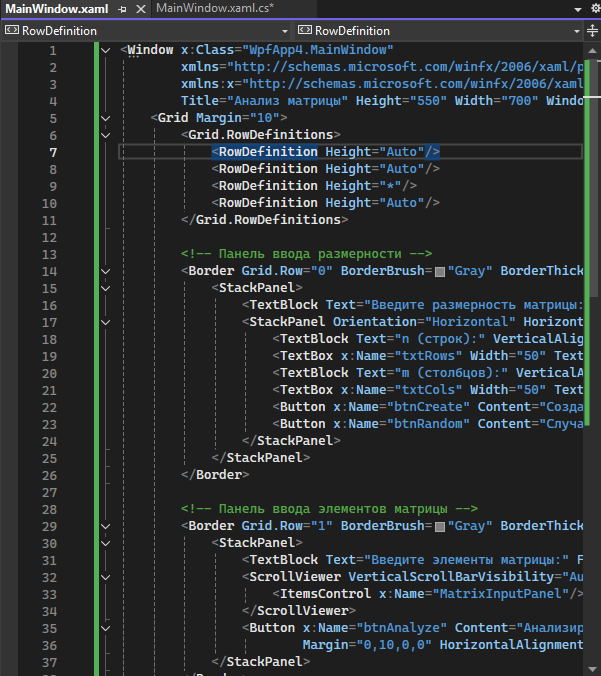 MainWindow.xaml MainWindow.xaml.cs*
RowDefinition RowDefinition
1 <Window x:Class="WpfApp4.MainWindow"
2 xmlns="http://schemas.microsoft.com/winfx/2006/xaml/p
3 xmlns:x="http://schemas.microsoft.com/winfx/2006/xaml
4 Title="Анализ матрицы" Height="550" Width="700" Windo
5 <Grid Margin="10">
6 <Grid.RowDefinitions>
7 <RowDefinition Height="Auto"/>
8 <RowDefinition Height="Auto"/>
9 <RowDefinition Height="*"/>
10 <RowDefinition Height="Auto"/>
11 </Grid.RowDefinitions>
12
13 <!-- Панель ввода размерности -->
14 <Border Grid.Row="0" BorderBrush="Gray" BorderThick
15 <StackPanel>
16 <TextBlock Text="Введите размерность матрицы:
17 <StackPanel Orientation="Horizontal" Horizont
18 <TextBlock Text="n (строк):" VerticalAlig
19 <TextBox x:Name="txtRows" Width="50" Text
20 <TextBlock Text="m (столбцов):" VerticalA
21 <TextBox x:Name="txtCols" Width="50" Text
22 <Button x:Name="btnCreate" Content="Созда
23 <Button x:Name="btnRandom" Content="Случа
24 </StackPanel>
25 </StackPanel>
26 </Border>
27
28 <!-- Панель ввода элементов матрицы -->
29 <Border Grid.Row="1" BorderBrush="Gray" BorderThick
30 <StackPanel>
31 <TextBlock Text="Введите элементы матрицы:" F
32 <ScrollViewer VerticalScrollBarVisibility="Au
33 <ItemsControl x:Name="MatrixInputPanel"/>
34 </ScrollViewer>
35 <Button x:Name="btnAnalyze" Content="Анализир
36 Margin="0,10,0,0" HorizontalAlignment
37 </StackPanel>